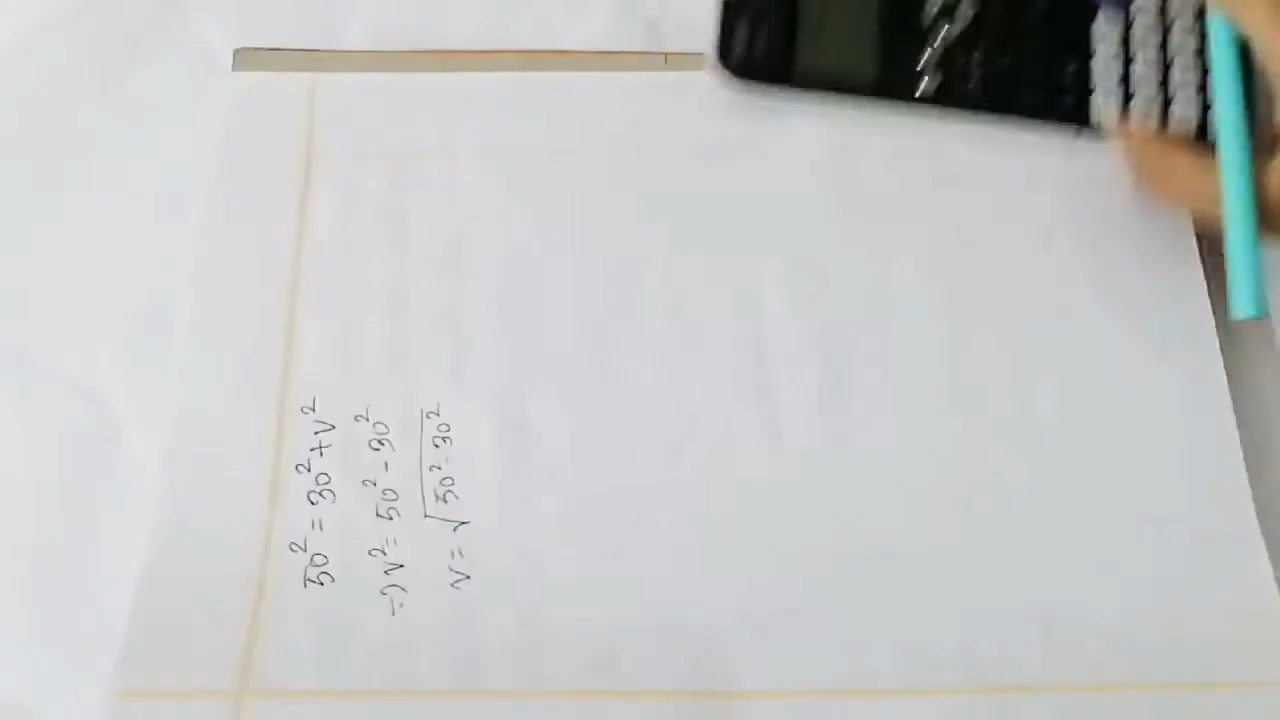 50² = 30² + v²
=> v² = 50² - 30²
v = √50² - 30²